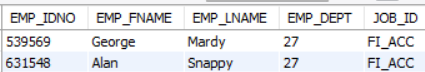 EMP_IDNO EMP_FNAME EMP_LNAME EMP_DEPT JOB_ID
539569 George Mardy 27 FI_ACC
631548 Alan Snappy 27 FI_ACC